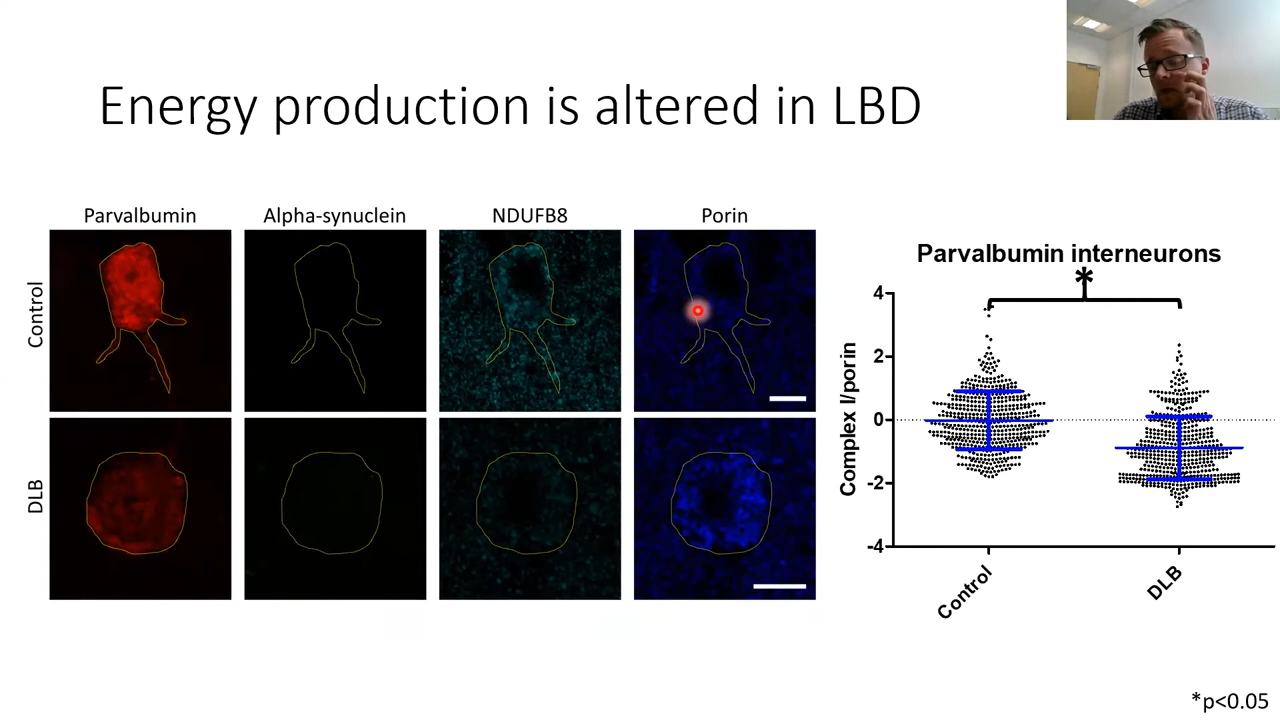 Energy production is altered in LBD
Parvalbumin
Alpha-synuclein
NDUFB8
Porin
Control
DLB
Parvalbumin interneurons
*
Complex I/porin
4
2
0
-2
-4
Control
DLB
*p<0.05